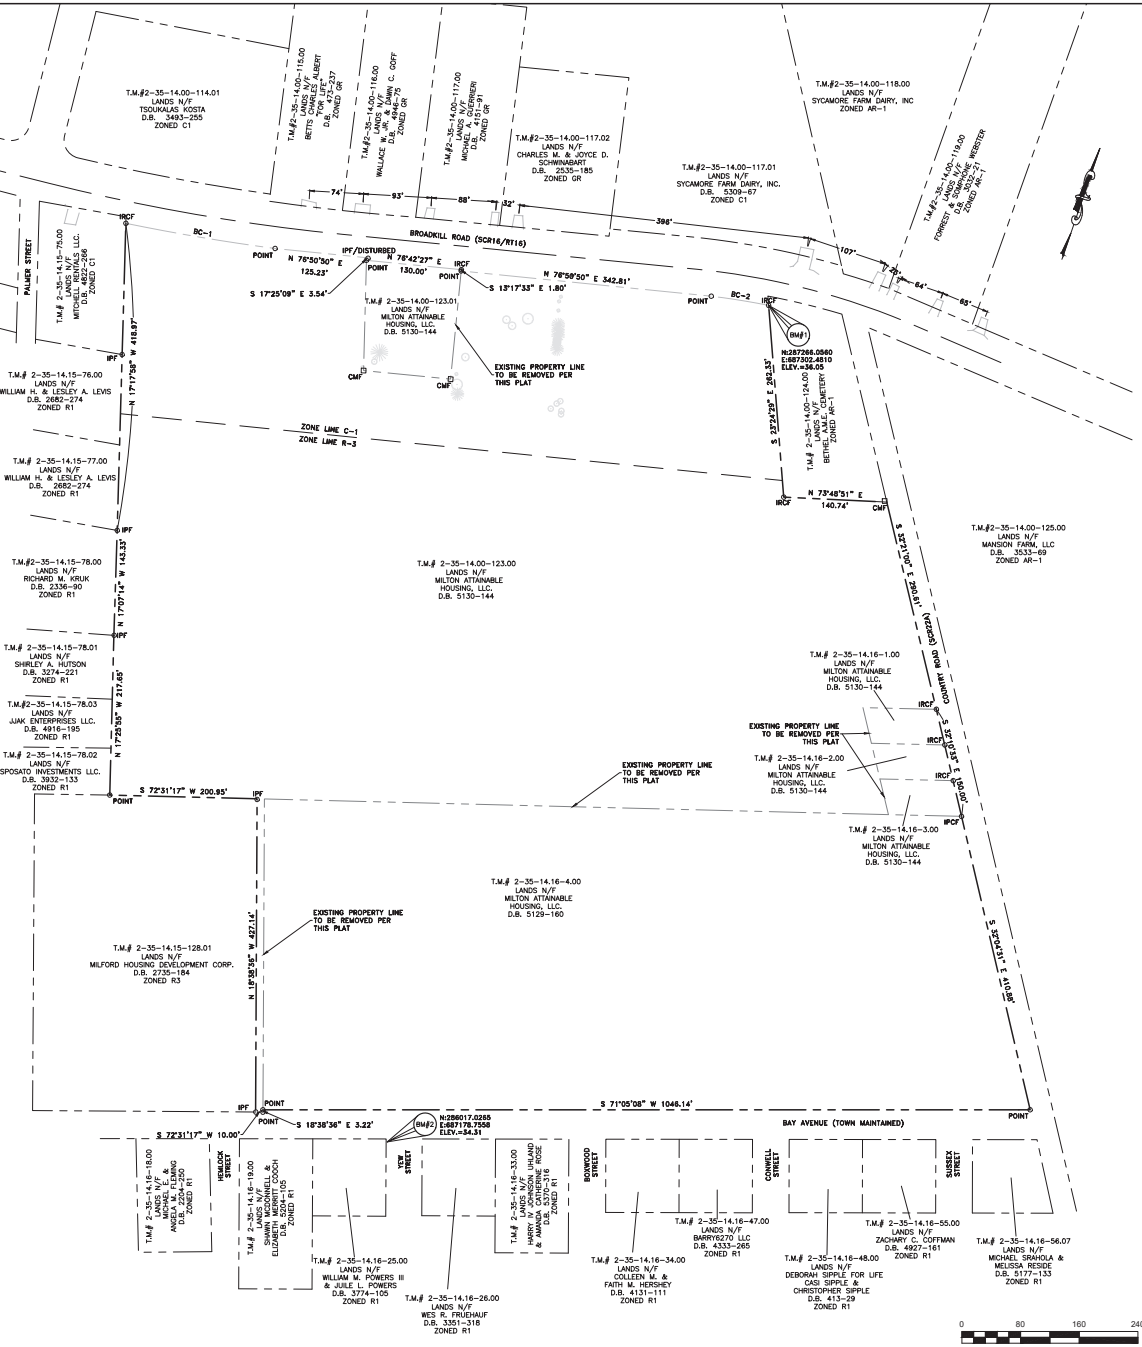 T.M.#2-35-14.00-114.01
LANDS N/F
TSOUKALAS KOSTA
D.B. 3493-255
ZONED C1
T.M.#2-35-14.00-115.00
LANDS N/F
BETTS CHARLES ALBERT
"FOR LIFE"
D.B. 473-237
ZONED GR
T.M.#2-35-14.00-116.00
LANDS N/F
WALLACE W. JR. & DAWN C. GOFF
D.B. 4946-75
ZONED GR
T.M.#2-35-14.00-117.00
LANDS N/F
MICHAEL A. GUERRIERI
D.B. 4151-91
ZONED GR
T.M.#2-35-14.00-117.02
LANDS N/F
CHARLES M. & JOYCE D.
SCHWINABART
D.B. 2535-185
ZONED GR
T.M.#2-35-14.00-117.01
LANDS N/F
SYCAMORE FARM DAIRY, INC.
D.B. 5309-67
ZONED C1
T.M.#2-35-14.00-118.00
LANDS N/F
SYCAMORE FARM DAIRY, INC
ZONED AR-1
T.M.#2-35-14.00-119.00
LANDS N/F
FORREST & SOMPHONE WEBSTER
D.B. 3032-21
ZONED AR-1
74'
93'
88'
32'
396'
107'
28'
64'
65'
PALMER STREET
T.M.# 2-35-14.15-75.00
LANDS N/F
MITCHELL RENTALS LLC.
D.B. 4822-266
ZONED C1
IRCF
BC-1
POINT
BROADKILL ROAD (SCR16/RT16)
N 76°50'50" E
125.23'
IPF/DISTURBED
POINT
N 76°42'27" E
130.00'
IRCF
POINT
N 76°58'50" E 342.81'
S 17°25'09" E 3.54'
S 13°17'33" E 1.80'
POINT
BC-2
IRCF
BM#1
N:287266.0560
E:687302.4810
ELEV.=36.05
T.M.#2-35-14.00-123.01
LANDS N/F
MILTON ATTAINABLE
HOUSING, LLC.
D.B. 5130-144
CMF
CMF
EXISTING PROPERTY LINE
TO BE REMOVED PER
THIS PLAT
N 17°17'58" W 418.97'
IPF
T.M.# 2-35-14.15-76.00
LANDS N/F
WILLIAM H. & LESLEY A. LEVIS
D.B. 2682-274
ZONED R1
ZONE LINE C-1
ZONE LINE R-3
S 23°24'29" E 262.33'
T.M.# 2-35-14.00-124.00
LANDS N/F
BETHEL A.M.E. CEMETERY
ZONED AR-1
T.M.# 2-35-14.15-77.00
LANDS N/F
WILLIAM H. & LESLEY A. LEVIS
D.B. 2682-274
ZONED R1
IRCF
N 73°48'51" E
140.74'
CMF
IPF
T.M.#2-35-14.00-125.00
LANDS N/F
MANSION FARM, LLC
D.B. 3533-69
ZONED AR-1
T.M.# 2-35-14.15-78.00
LANDS N/F
RICHARD M. KRUK
D.B. 2336-90
ZONED R1
N 17°07'14" W 143.33'
T.M.#2-35-14.00-123.00
LANDS N/F
MILTON ATTAINABLE
HOUSING, LLC.
D.B. 5130-144
S 32°21'00" E 290.61'
COUNTRY ROAD (SCR22A)
IPF
T.M.# 2-35-14.15-78.01
LANDS N/F
SHIRLEY A. HUTSON
D.B. 3274-221
ZONED R1
N 17°25'55" W 217.65'
T.M.# 2-35-14.15-78.03
LANDS N/F
JJAK ENTERPRISES LLC.
D.B. 4916-195
ZONED R1
T.M.# 2-35-14.15-78.02
LANDS N/F
SPOSATO INVESTMENTS LLC.
D.B. 3932-133
ZONED R1
T.M.# 2-35-14.16-1.00
LANDS N/F
MILTON ATTAINABLE
HOUSING, LLC.
D.B. 5130-144
IRCF
EXISTING PROPERTY LINE
TO BE REMOVED PER
THIS PLAT
IRCF
S 32°10'33" E 150.00'
T.M.# 2-35-14.16-2.00
LANDS N/F
MILTON ATTAINABLE
HOUSING, LLC.
D.B. 5130-144
IRCF
EXISTING PROPERTY LINE
TO BE REMOVED PER
THIS PLAT
S 72°31'17" W 200.95'
POINT
IPF
IPCF
T.M.# 2-35-14.16-3.00
LANDS N/F
MILTON ATTAINABLE
HOUSING, LLC.
D.B. 5130-144
T.M.# 2-35-14.16-4.00
LANDS N/F
MILTON ATTAINABLE
HOUSING, LLC.
D.B. 5129-160
EXISTING PROPERTY LINE
TO BE REMOVED PER
THIS PLAT
N 18°38'36" W 427.14'
T.M.# 2-35-14.15-128.01
LANDS N/F
MILFORD HOUSING DEVELOPMENT CORP.
D.B. 2735-184
ZONED R3
S 32°04'31" E 410.88'
IPF
POINT
POINT
S 71°05'08" W 1046.14'
POINT
S 18°38'36" E 3.22'
S 72°31'17" W 10.00'
BM#2
N:286017.0265
E:687178.7558
ELEV.=34.31
BAY AVENUE (TOWN MAINTAINED)
T.M.# 2-35-14.16-18.00
LANDS N/F
MICHAEL E. &
ANGELA M. FLEMING
D.B. 2204-250
ZONED R1
HEMLOCK
STREET
T.M.# 2-35-14.16-19.00
LANDS N/F
SHAWN MCDONNELL &
ELIZABETH MERRITT COOCH
D.B. 5204-105
ZONED R1
YEW
STREET
T.M.# 2-35-14.16-33.00
LANDS N/F
HARRY IV JOHNSON UHLAND
& AMANDA CATHERINE ROSE
D.B. 5370-316
ZONED R1
BOXWOOD
STREET
CONWELL
STREET
SUSSEX
STREET
T.M.# 2-35-14.16-25.00
LANDS N/F
WILLIAM M. POWERS III
& JUILE L. POWERS
D.B. 3774-105
ZONED R1
T.M.# 2-35-14.16-26.00
LANDS N/F
WES R. FRUEHAUF
D.B. 3351-318
ZONED R1
T.M.# 2-35-14.16-34.00
LANDS N/F
COLLEEN M. &
FAITH M. HERSHEY
D.B. 4131-111
ZONED R1
T.M.# 2-35-14.16-47.00
LANDS N/F
BARRY6270 LLC
D.B. 4333-265
ZONED R1
T.M.# 2-35-14.16-48.00
LANDS N/F
DEBORAH SIPPLE FOR LIFE
CASI SIPPLE &
CHRISTOPHER SIPPLE
D.B. 413-29
ZONED R1
T.M.# 2-35-14.16-55.00
LANDS N/F
ZACHARY C. COFFMAN
D.B. 4927-161
ZONED R1
T.M.# 2-35-14.16-56.07
LANDS N/F
MICHAEL SRAHOLA &
MELISSA RESIDE
D.B. 5177-133
ZONED R1
0 80 160 240